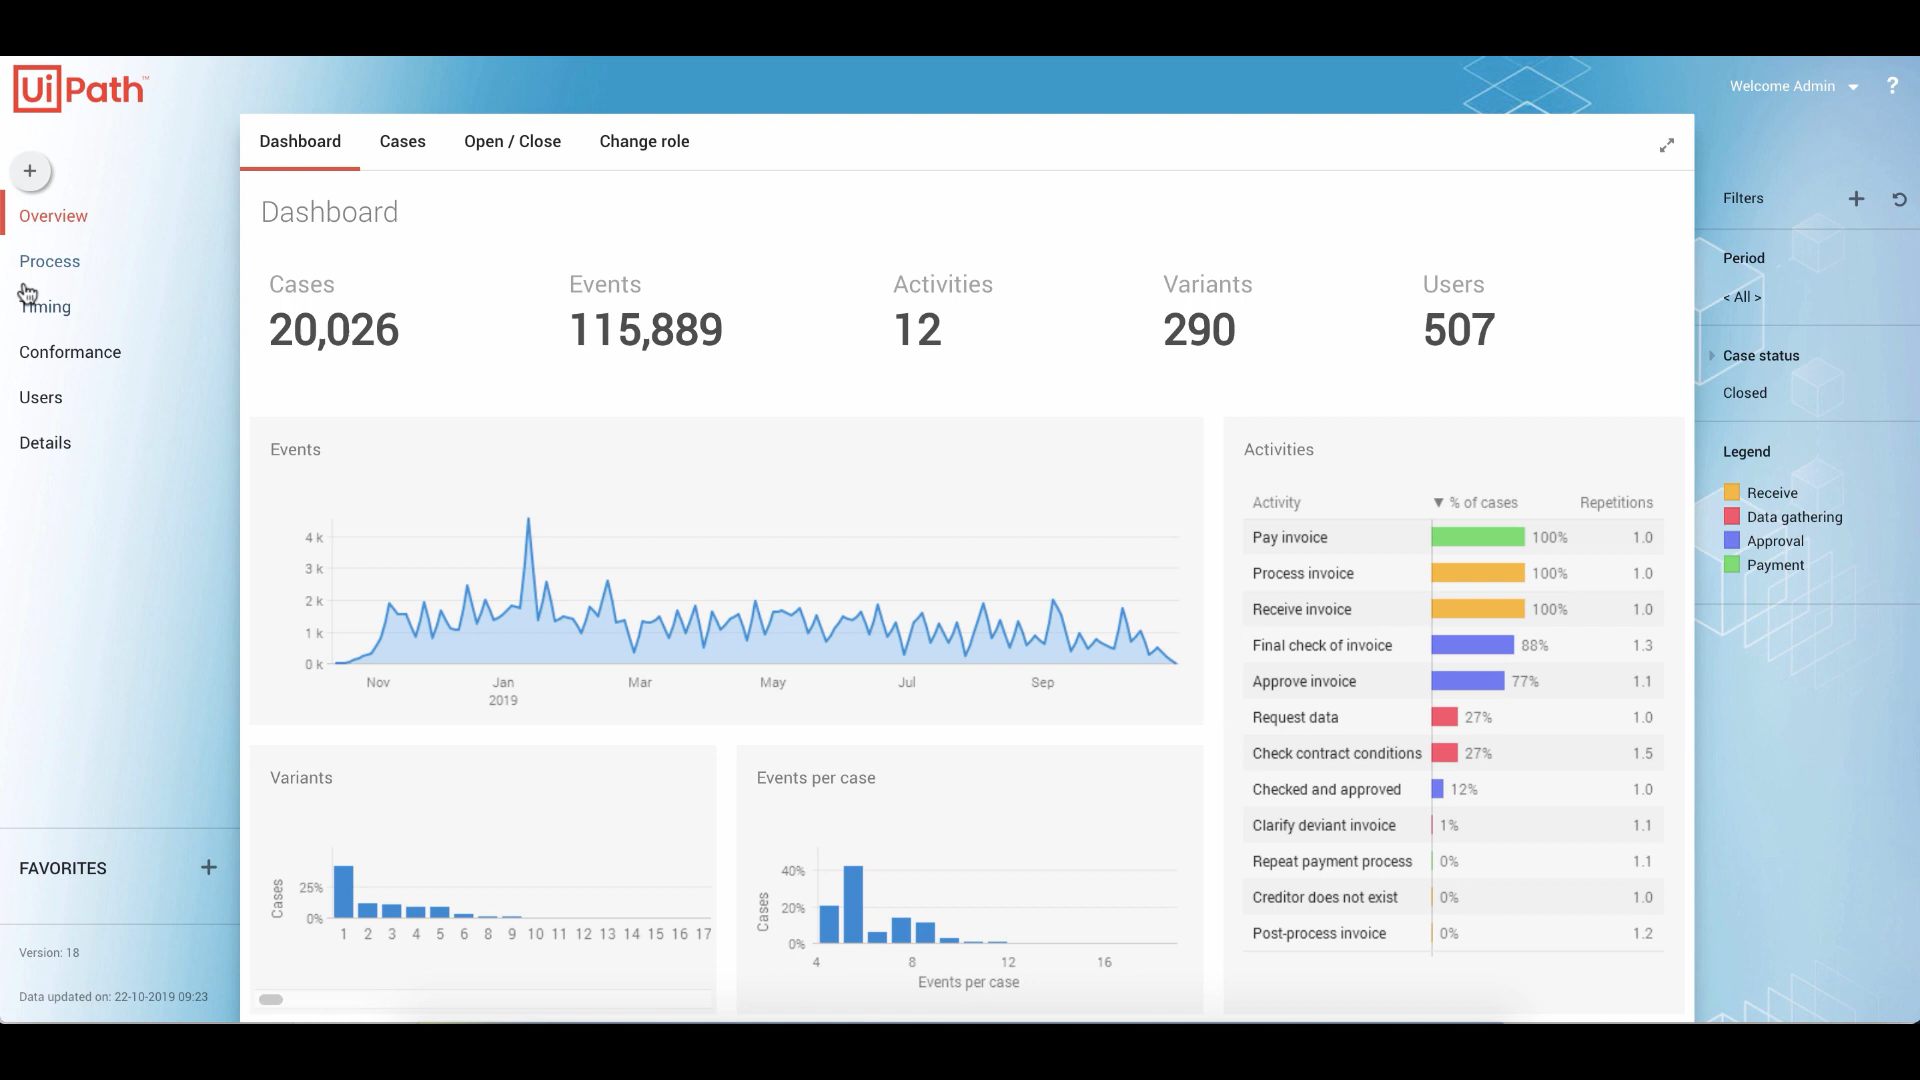 UiPath™
Welcome Admin
?
Dashboard
Cases
Open / Close
Change role
+
Overview
Process
Timing
Conformance
Users
Details
FAVORITES +
Version: 18
Data updated on: 22-10-2019 09:23
Dashboard
Cases
20,026
Events
115,889
Activities
12
Variants
290
Users
507
Events
4 k
3 k
2 k
1 k
0 k
Nov
Jan
2019
Mar
May
Jul
Sep
Variants
Cases
25%
0%
1 2 3 4 5 6 8 9 10 11 12 13 14 15 16 17
Events per case
Cases
40%
20%
0%
4 8 12 16
Events per case
Activities
Activity ▼ % of cases Repetitions
Pay invoice 100% 1.0
Process invoice 100% 1.0
Receive invoice 100% 1.0
Final check of invoice 88% 1.3
Approve invoice 77% 1.1
Request data 27% 1.0
Check contract conditions 27% 1.5
Checked and approved 12% 1.0
Clarify deviant invoice 1% 1.1
Repeat payment process 0% 1.1
Creditor does not exist 0% 1.0
Post-process invoice 0% 1.2
Filters +
Period
< All >
Case status
Closed
Legend
Receive
Data gathering
Approval
Payment